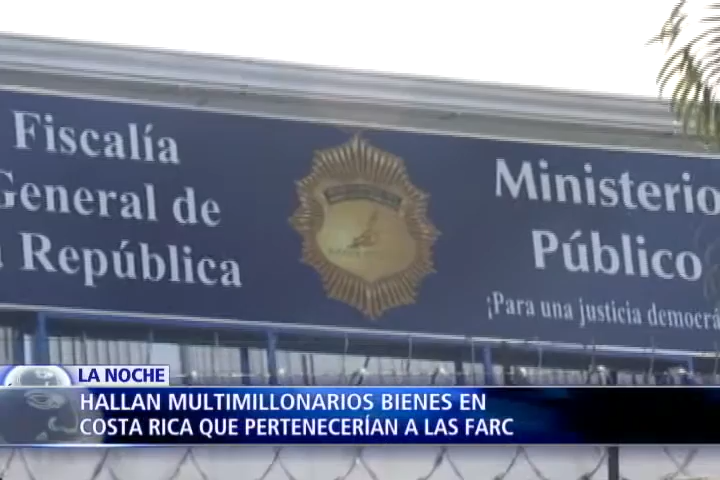 Fiscalía
General de
República
Ministerio
Público
¡Para una justicia democrá
LA NOCHE
HALLAN MULTIMILLONARIOS BIENES EN
COSTA RICA QUE PERTENECERÍAN A LAS FARC